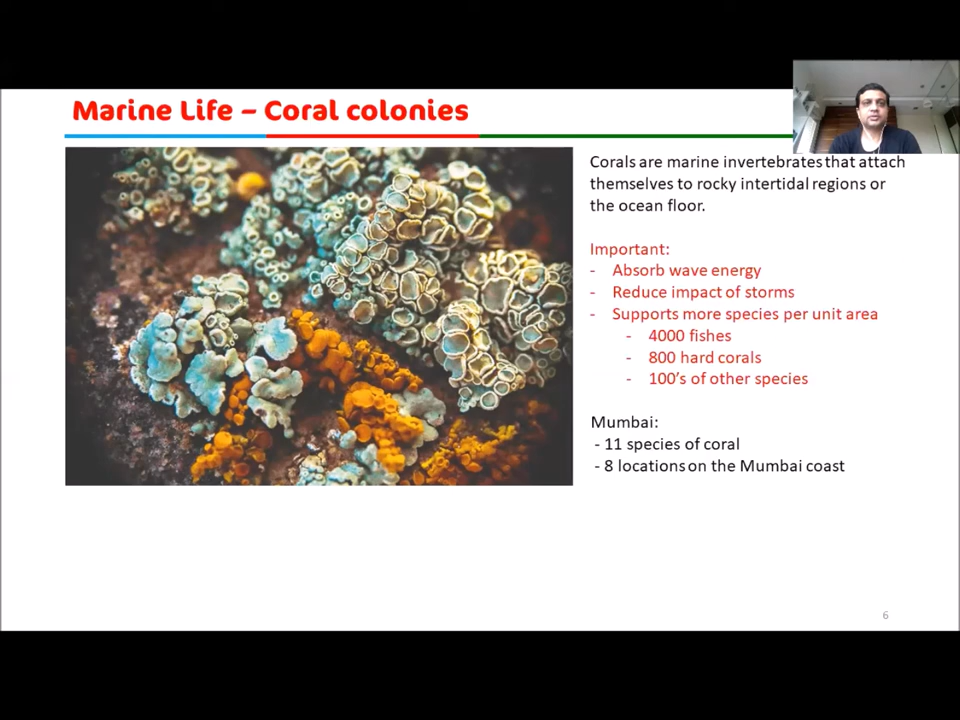 Marine Life – Coral colonies
Corals are marine invertebrates that attach
themselves to rocky intertidal regions or
the ocean floor.
Important:
- Absorb wave energy
- Reduce impact of storms
- Supports more species per unit area
- 4000 fishes
- 800 hard corals
- 100's of other species
Mumbai:
- 11 species of coral
- 8 locations on the Mumbai coast
6